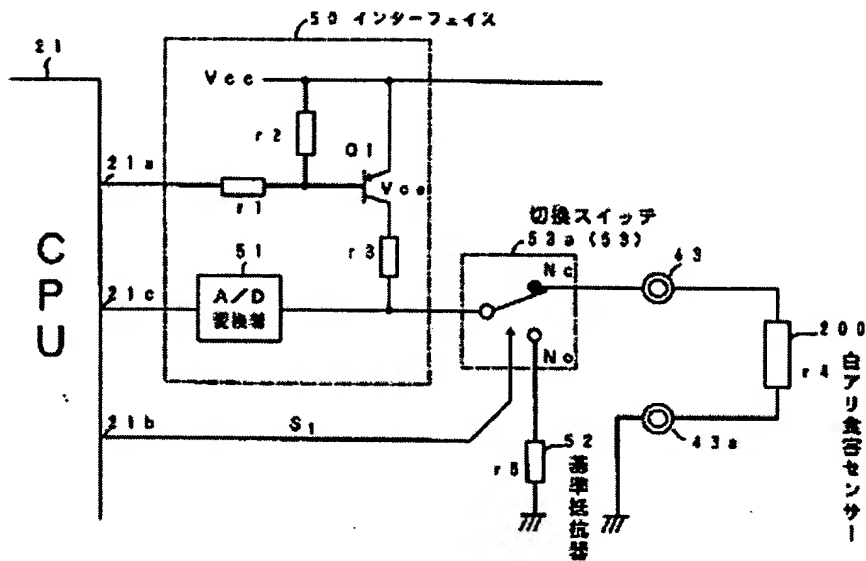 50 インターフェイス
21
Vcc
r2
Q1
21a
r1
Vce
CPU
r3
切換スイッチ
53a (53)
51
21c
A/D
変換器
Nc
43
No
200
r4
白アリ食害センサー
21b
S1
52
r5
基準抵抗器
43a